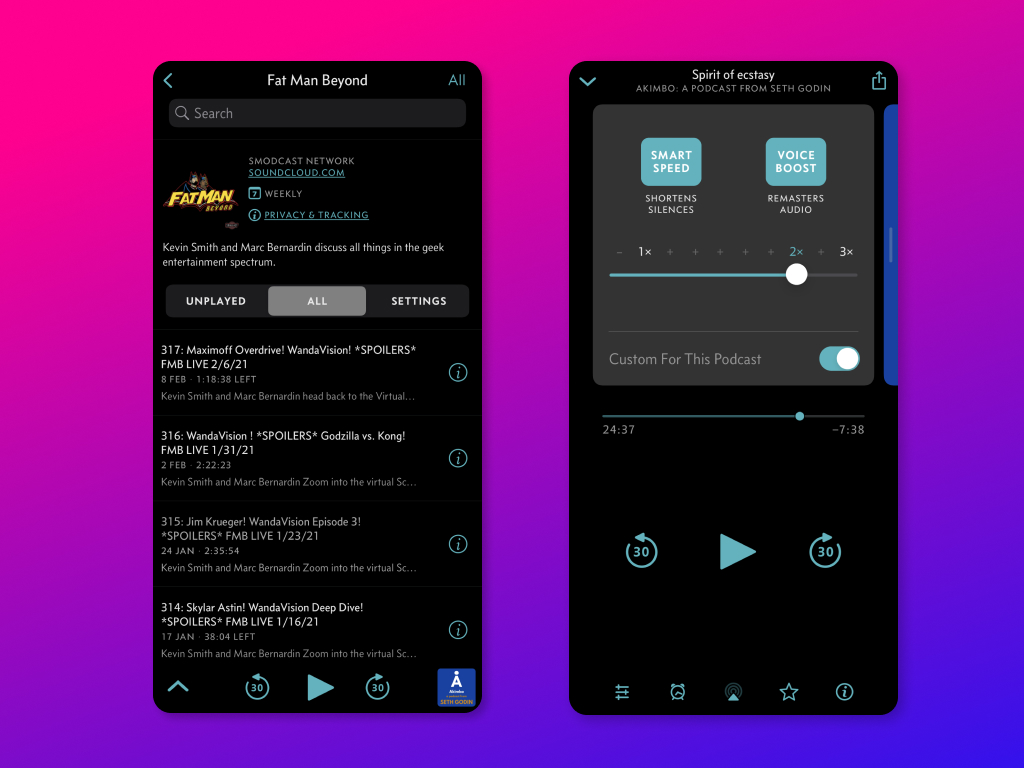 Fat Man Beyond
All
Search
SMODCAST NETWORK
SOUNDCLOUD.COM
7 WEEKLY
i PRIVACY & TRACKING
FATMAN
BEYOND
Kevin Smith and Marc Bernardin discuss all things in the geek
entertainment spectrum.
UNPLAYED
ALL
SETTINGS
317: Maximoff Overdrive! WandaVision! *SPOILERS*
FMB LIVE 2/6/21
8 FEB · 1:18:38 LEFT
Kevin Smith and Marc Bernardin head back to the Virtual…
i
316: WandaVision ! *SPOILERS* Godzilla vs. Kong!
FMB LIVE 1/31/21
2 FEB · 2:22:23
Kevin Smith and Marc Bernardin Zoom into the virtual Sc…
i
315: Jim Krueger! WandaVision Episode 3!
*SPOILERS* FMB LIVE 1/23/21
24 JAN · 2:35:54
Kevin Smith and Marc Bernardin Zoom into the virtual Sc…
i
314: Skylar Astin! WandaVision Deep Dive!
*SPOILERS* FMB LIVE 1/16/21
17 JAN · 38:04 LEFT
Kevin Smith and Marc Bernardin Zoom into the virtual Sc…
i
30
30
Akimbo
SETH GODIN
Spirit of ecstasy
AKIMBO: A PODCAST FROM SETH GODIN
SMART
SPEED
SHORTENS
SILENCES
VOICE
BOOST
REMASTERS
AUDIO
– 1× + + + + + 2× + 3×
Custom For This Podcast
24:37
–7:38
30
30
i